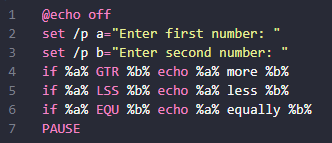 1 @echo off
2 set /p a="Enter first number: "
3 set /p b="Enter second number: "
4 if %a% GTR %b% echo %a% more %b%
5 if %a% LSS %b% echo %a% less %b%
6 if %a% EQU %b% echo %a% equally %b%
7 PAUSE